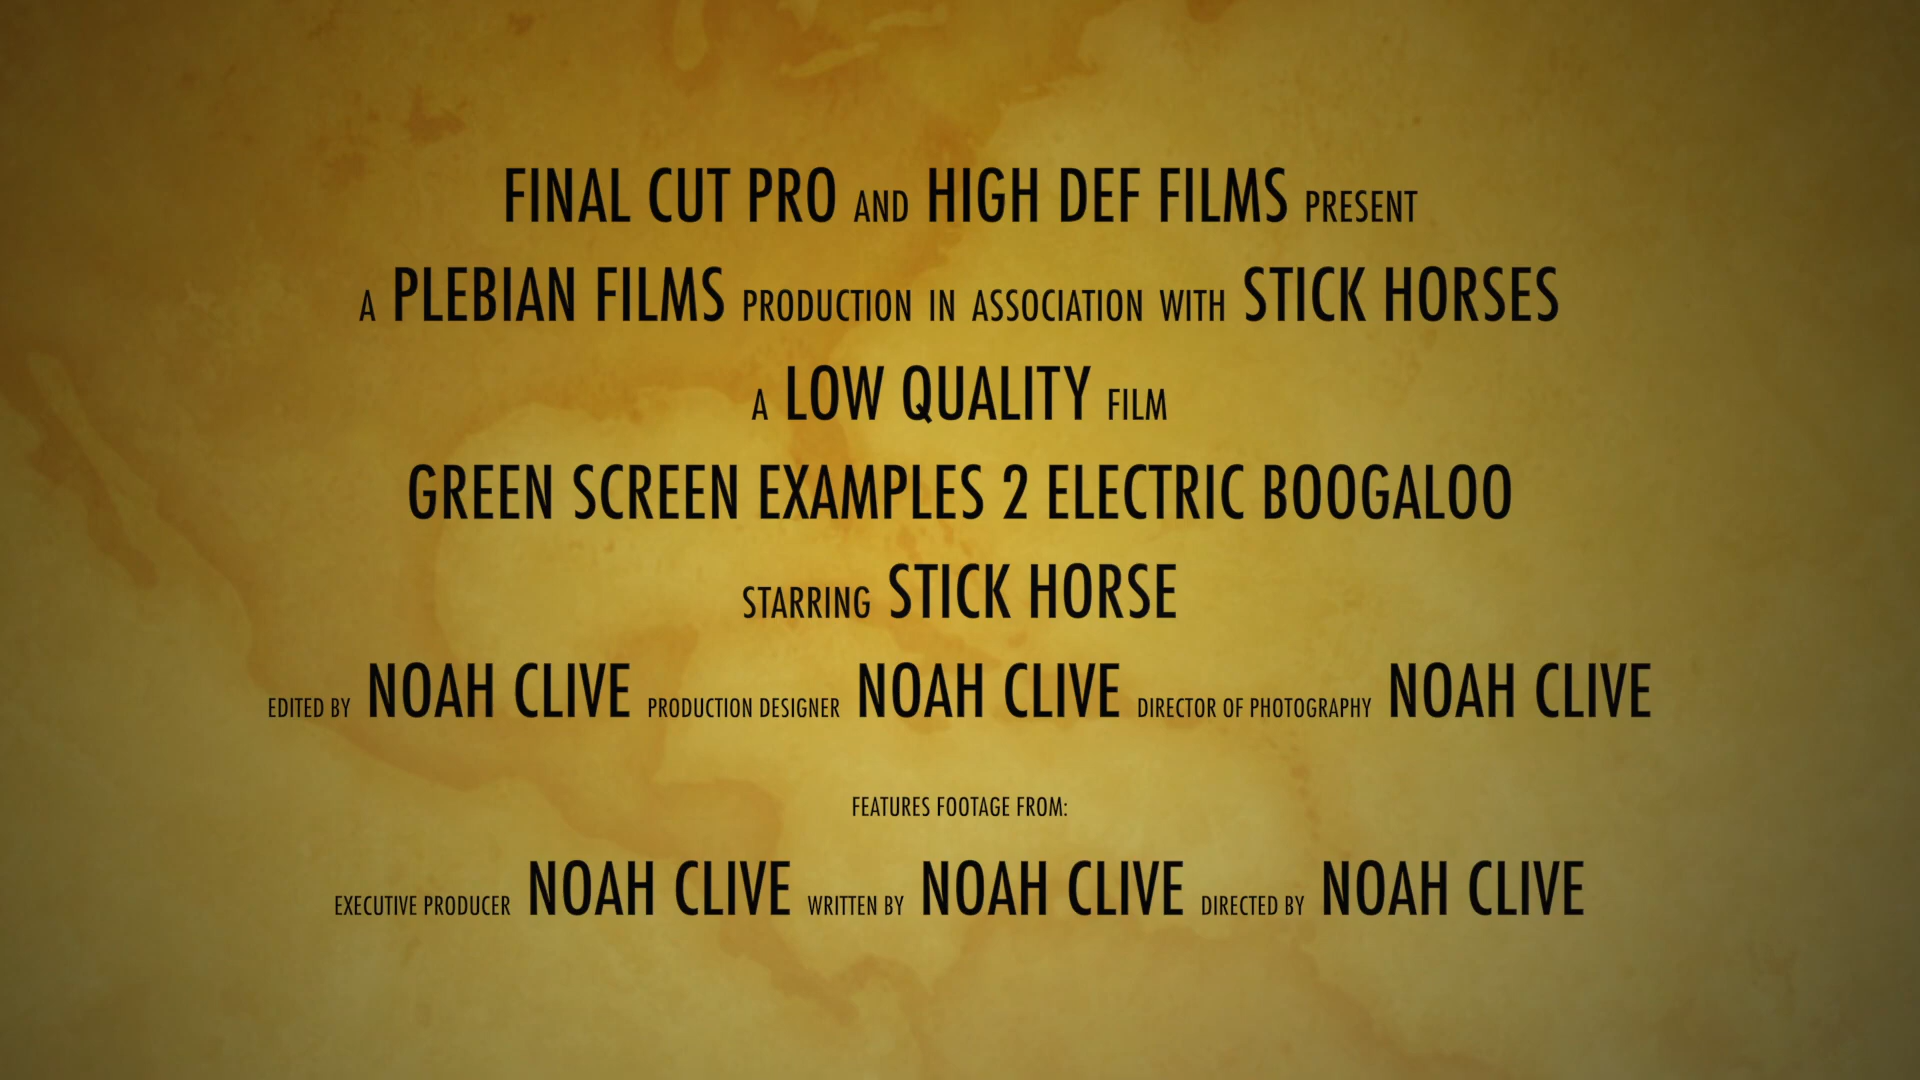 FINAL CUT PRO AND HIGH DEF FILMS PRESENT
A PLEBIAN FILMS PRODUCTION IN ASSOCIATION WITH STICK HORSES
A LOW QUALITY FILM
GREEN SCREEN EXAMPLES 2 ELECTRIC BOOGALOO
STARRING STICK HORSE
EDITED BY NOAH CLIVE PRODUCTION DESIGNER NOAH CLIVE DIRECTOR OF PHOTOGRAPHY NOAH CLIVE
FEATURES FOOTAGE FROM:
EXECUTIVE PRODUCER NOAH CLIVE WRITTEN BY NOAH CLIVE DIRECTED BY NOAH CLIVE